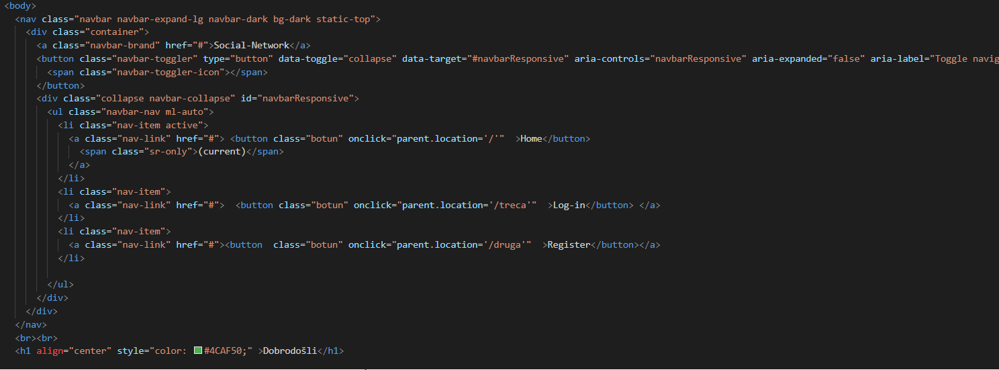 <body>
<nav class="navbar navbar-expand-lg navbar-dark bg-dark static-top">
<div class="container">
<a class="navbar-brand" href="#">Social-Network</a>
<button class="navbar-toggler" type="button" data-toggle="collapse" data-target="#navbarResponsive" aria-controls="navbarResponsive" aria-expanded="false" aria-label="Toggle navig
<span class="navbar-toggler-icon"></span>
</button>
<div class="collapse navbar-collapse" id="navbarResponsive">
<ul class="navbar-nav ml-auto">
<li class="nav-item active">
<a class="nav-link" href="#"> <button class="botun" onclick="parent.location='/'"  >Home</button>
<span class="sr-only">(current)</span>
</a>
</li>
<li class="nav-item">
<a class="nav-link" href="#">  <button class="botun" onclick="parent.location='/treca'"  >Log-in</button> </a>
</li>
<li class="nav-item">
<a class="nav-link" href="#"><button  class="botun" onclick="parent.location='/druga'"  >Register</button></a>
</li>
</ul>
</div>
</div>
</nav>
<br><br>
<h1 align="center" style="color: #4CAF50;" >Dobrodošli</h1>